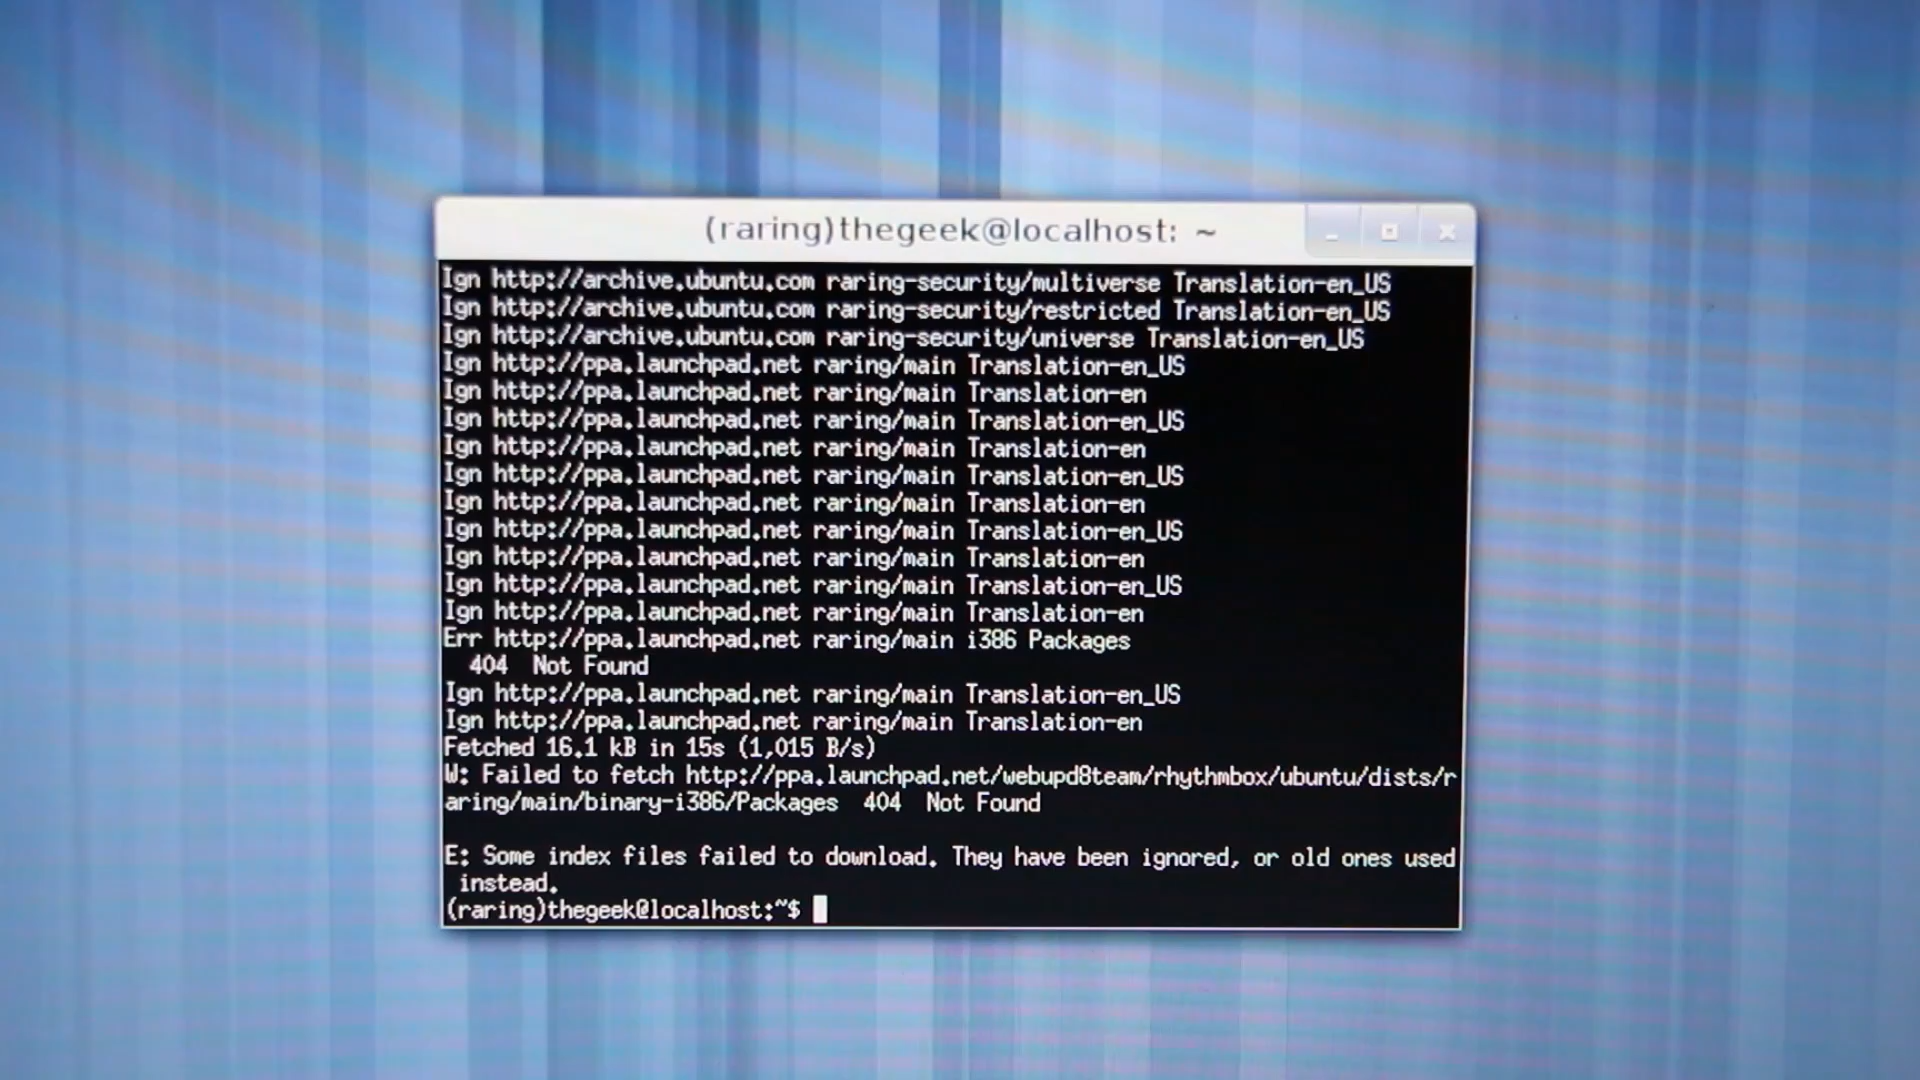 (raring)thegeek@localhost: ~
Ign http://archive.ubuntu.com raring-security/multiverse Translation-en_US
Ign http://archive.ubuntu.com raring-security/restricted Translation-en_US
Ign http://archive.ubuntu.com raring-security/universe Translation-en_US
Ign http://ppa.launchpad.net raring/main Translation-en_US
Ign http://ppa.launchpad.net raring/main Translation-en
Ign http://ppa.launchpad.net raring/main Translation-en_US
Ign http://ppa.launchpad.net raring/main Translation-en
Ign http://ppa.launchpad.net raring/main Translation-en_US
Ign http://ppa.launchpad.net raring/main Translation-en
Ign http://ppa.launchpad.net raring/main Translation-en_US
Ign http://ppa.launchpad.net raring/main Translation-en
Ign http://ppa.launchpad.net raring/main Translation-en_US
Ign http://ppa.launchpad.net raring/main Translation-en
Err http://ppa.launchpad.net raring/main i386 Packages
  404  Not Found
Ign http://ppa.launchpad.net raring/main Translation-en_US
Ign http://ppa.launchpad.net raring/main Translation-en
Fetched 16.1 kB in 15s (1,015 B/s)
W: Failed to fetch http://ppa.launchpad.net/webupd8team/rhythmbox/ubuntu/dists/r
aring/main/binary-i386/Packages  404  Not Found
E: Some index files failed to download. They have been ignored, or old ones used
 instead.
(raring)thegeek@localhost:~$